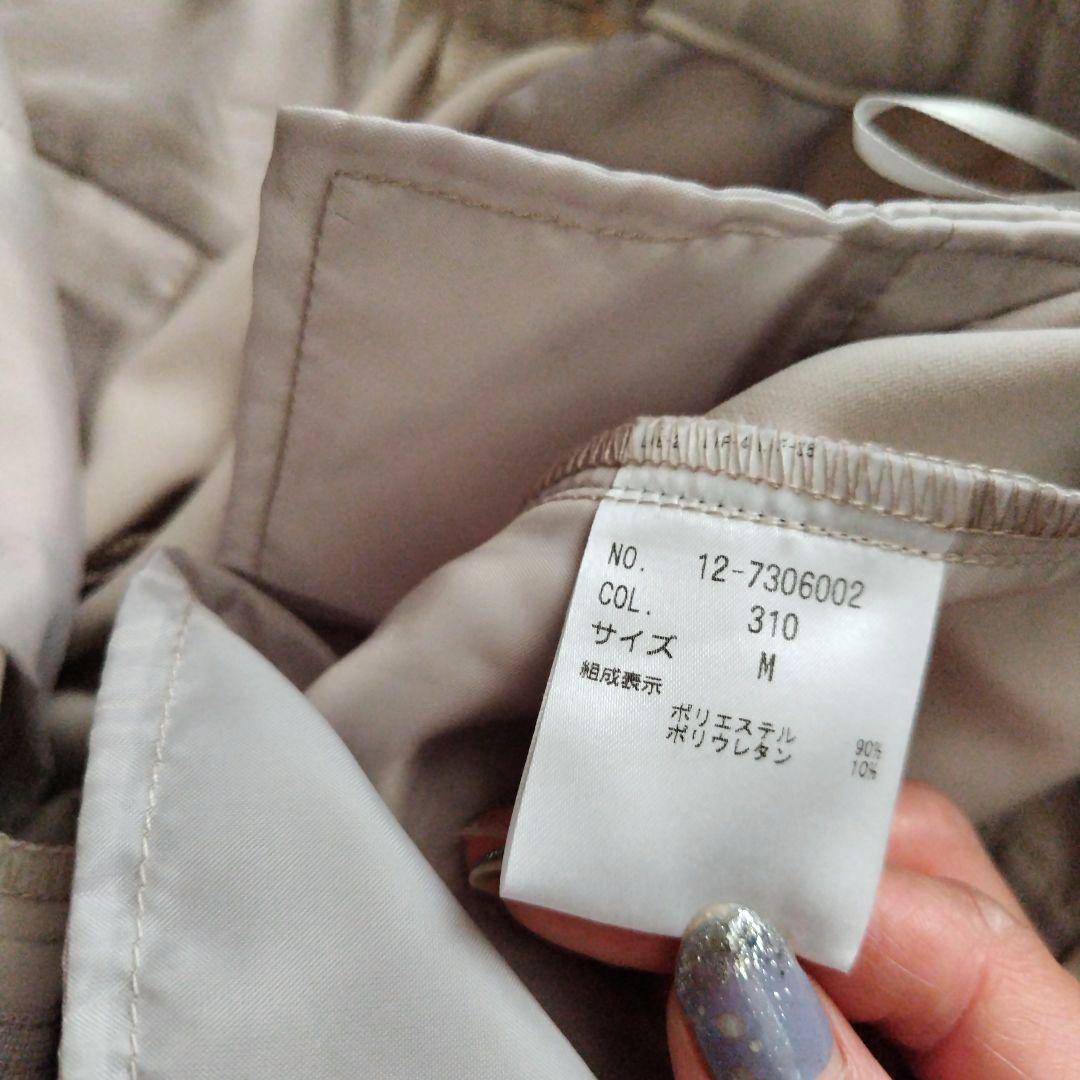 NO. 12-7306002
COL. 310
サイズ M
組成表示
ポリエステル 90%
ポリウレタン 10%